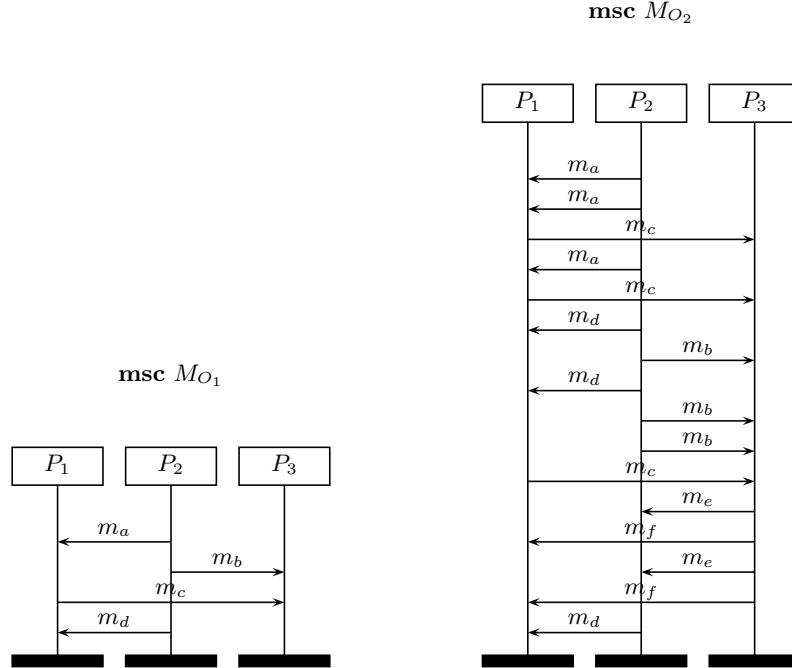 msc M_{O_2}
P_1 P_2 P_3
m_a
m_a
m_c
m_a
m_c
m_d
m_b
m_d
m_b
m_b
m_c
m_e
m_f
m_e
m_f
m_d
msc M_{O_1}
P_1 P_2 P_3
m_a
m_b
m_c
m_d